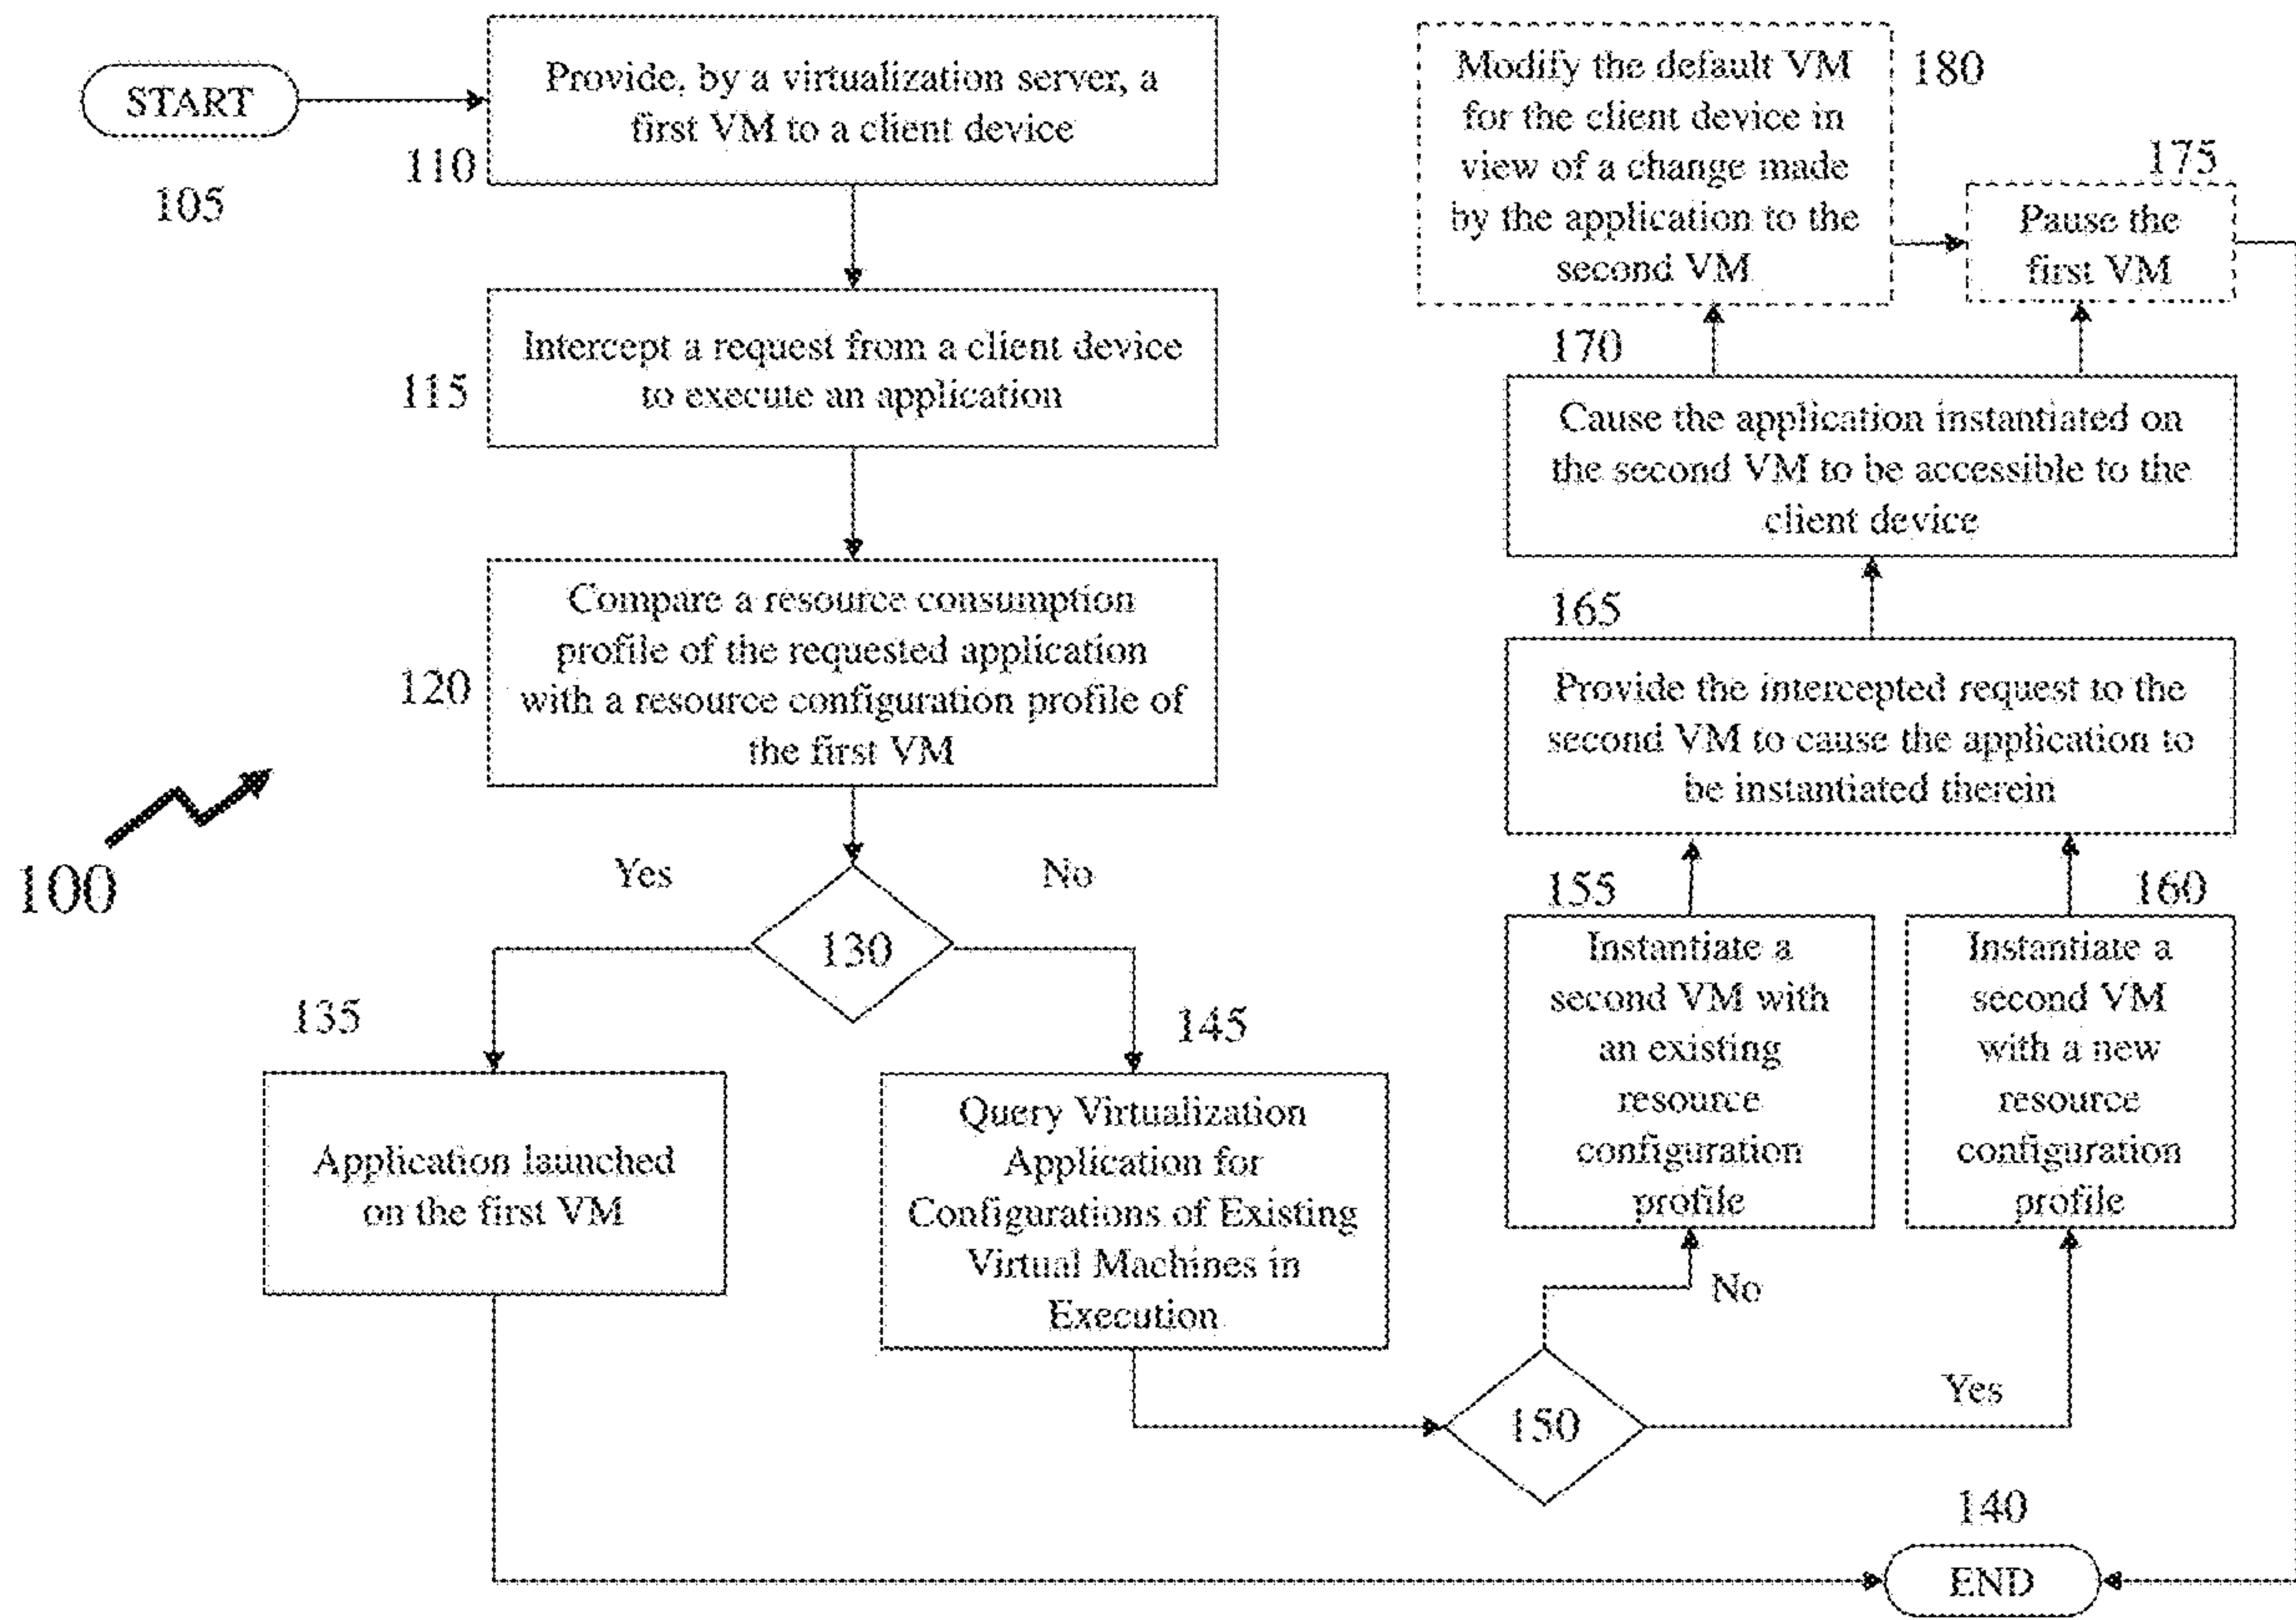 START
105
Provide, by a virtualization server, a
first VM to a client device
110
Intercept a request from a client device
to execute an application
115
Compare a resource consumption
profile of the requested application
with a resource configuration profile of
the first VM
120
100
Yes
No
130
135
Application launched
on the first VM
145
Query Virtualization
Application for
Configurations of Existing
Virtual Machines in
Execution
150
No
Yes
155
Instantiate a
second VM with
an existing
resource
configuration
profile
160
Instantiate a
second VM
with a new
resource
configuration
profile
165
Provide the intercepted request to the
second VM to cause the application to
be instantiated therein
170
Cause the application instantiated on
the second VM to be accessible to the
client device
180
Modify the default VM
for the client device in
view of a change made
by the application to the
second VM
175
Pause the
first VM
140
END